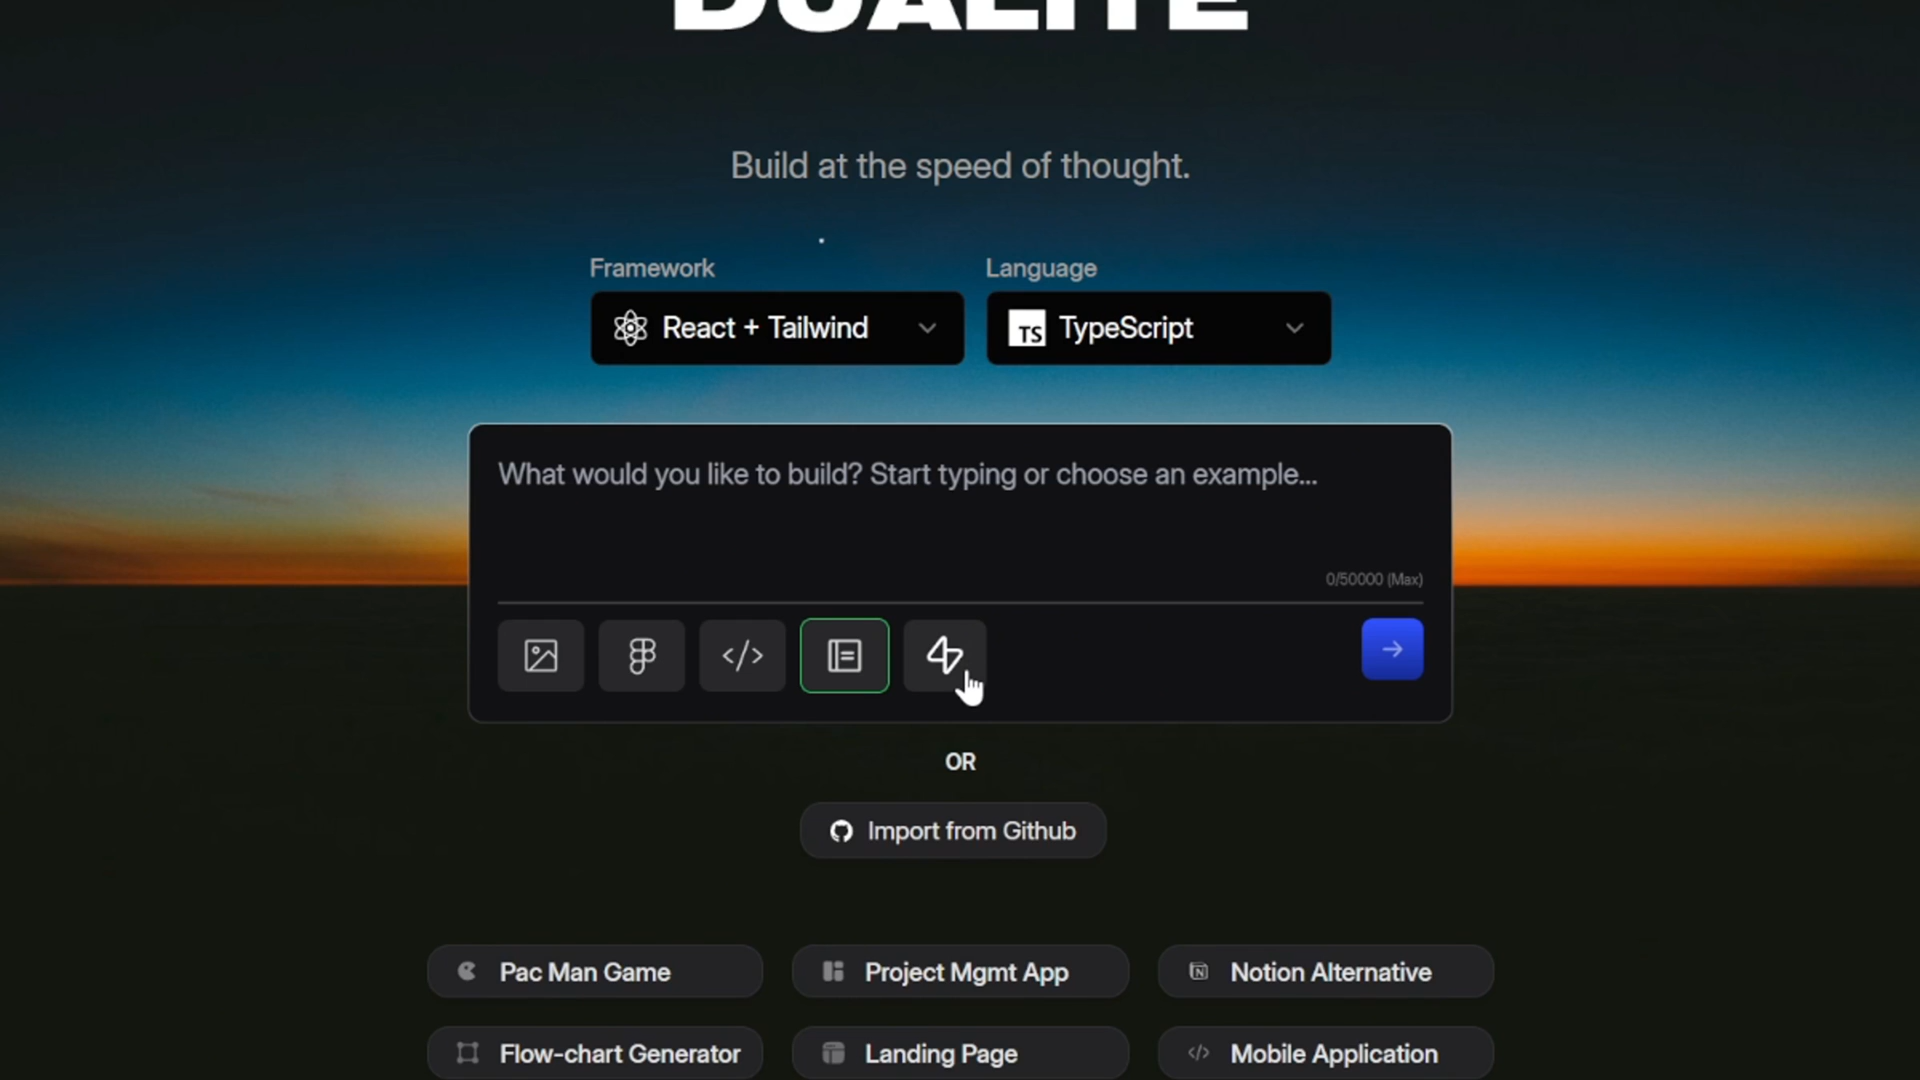 DUALITE
Build at the speed of thought.
Framework
Language
React + Tailwind
TS TypeScript
What would you like to build? Start typing or choose an example...
0/50000 (Max)
</>
OR
Import from Github
Pac Man Game
Project Mgmt App
N Notion Alternative
Flow-chart Generator
Landing Page
</> Mobile Application